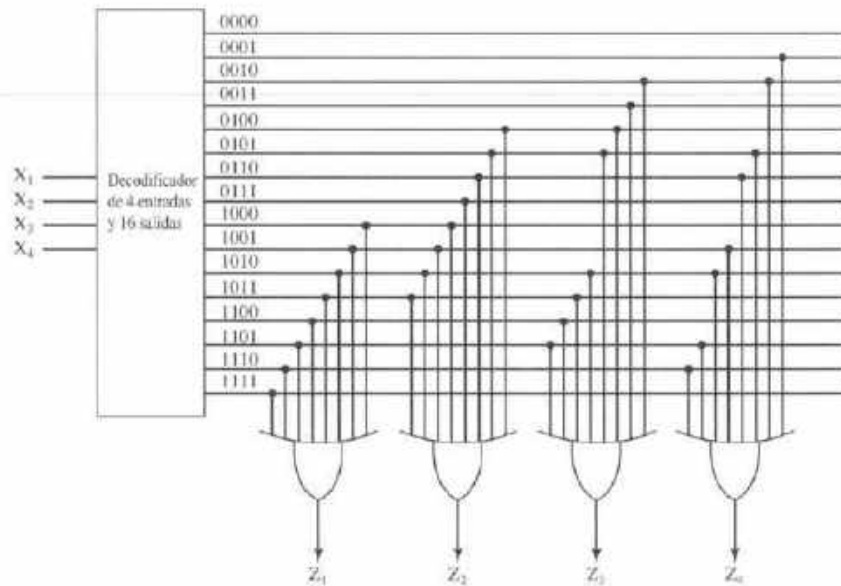 0000
0001
0010
0011
0100
0101
0110
0111
1000
1001
1010
1011
1100
1101
1110
1111
X₁
X₂
X₃
X₄
Decodificador
de 4 entradas
y 16 salidas
Z₁
Z₂
Z₃
Z₄